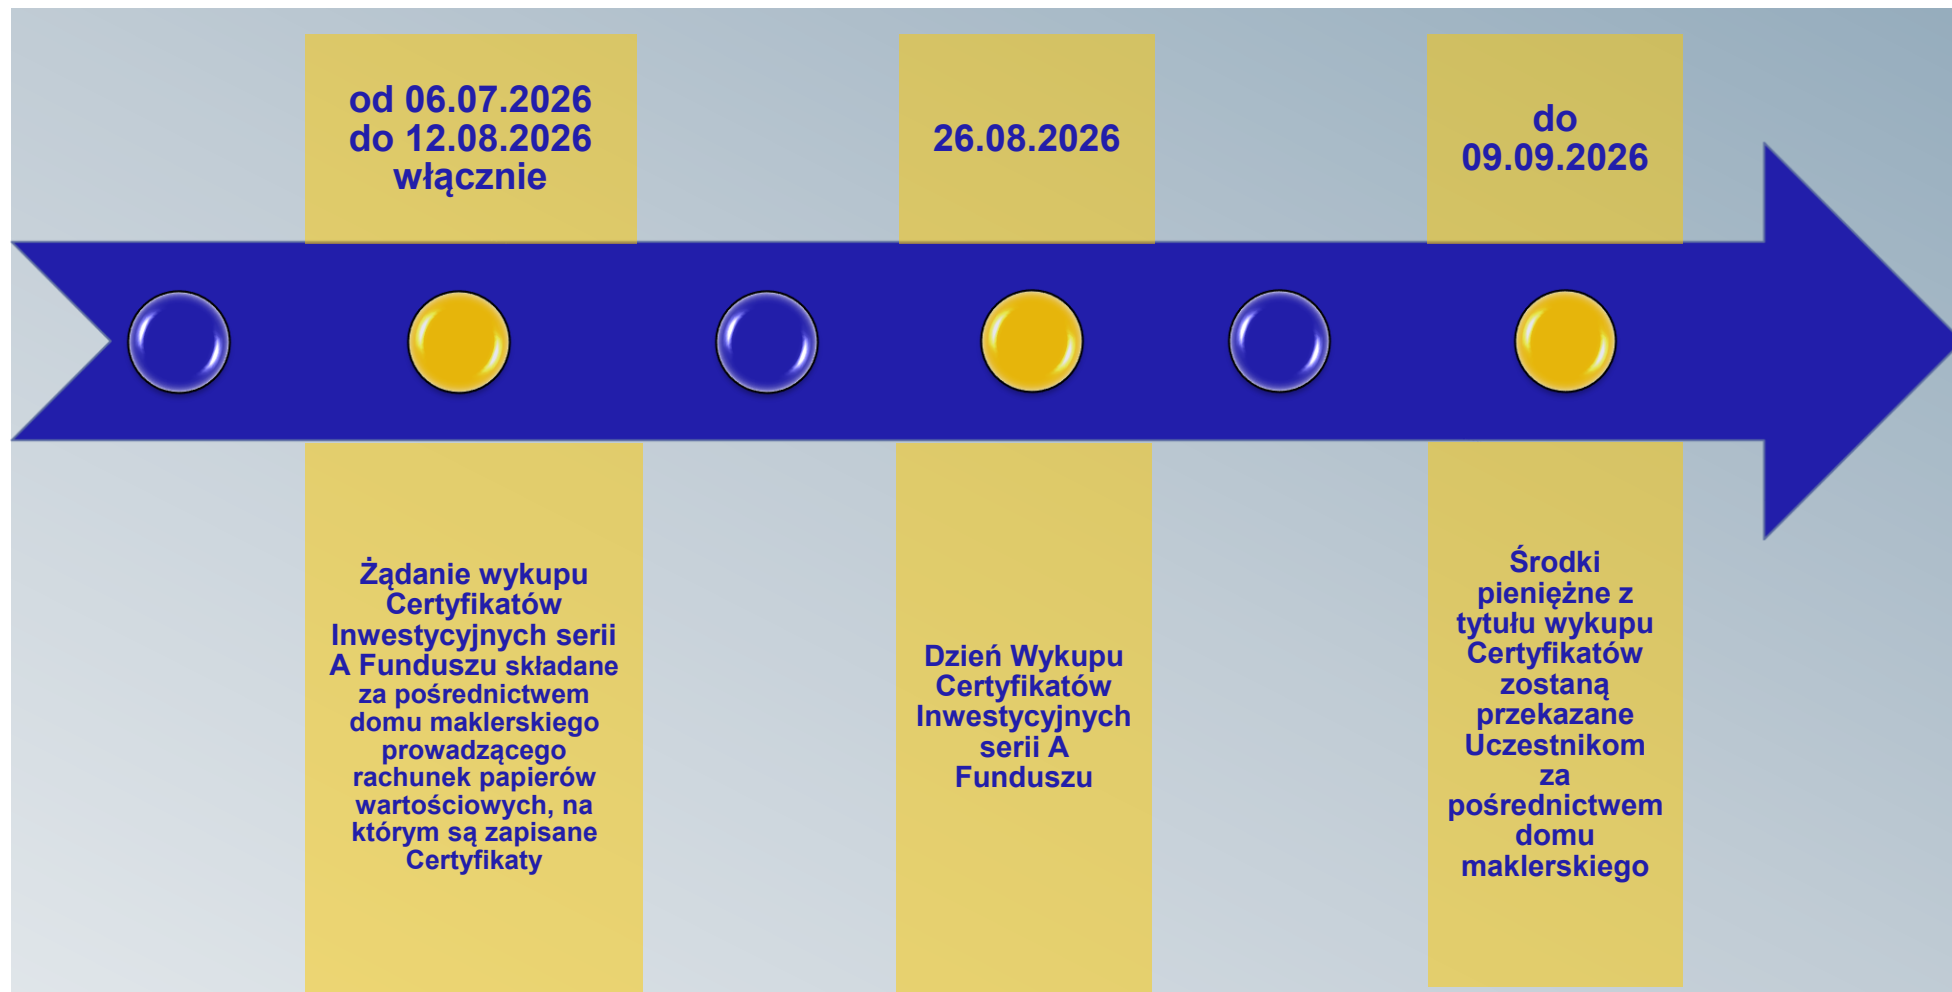 od 06.07.2026
do 12.08.2026
włącznie
26.08.2026
do
09.09.2026
Żądanie wykupu
Certyfikatów
Inwestycyjnych serii
A Funduszu składane
za pośrednictwem
domu maklerskiego
prowadzącego
rachunek papierów
wartościowych, na
którym są zapisane
Certyfikaty
Dzień Wykupu
Certyfikatów
Inwestycyjnych
serii A
Funduszu
Środki
pieniężne z
tytułu wykupu
Certyfikatów
zostaną
przekazane
Uczestnikom
za
pośrednictwem
domu
maklerskiego